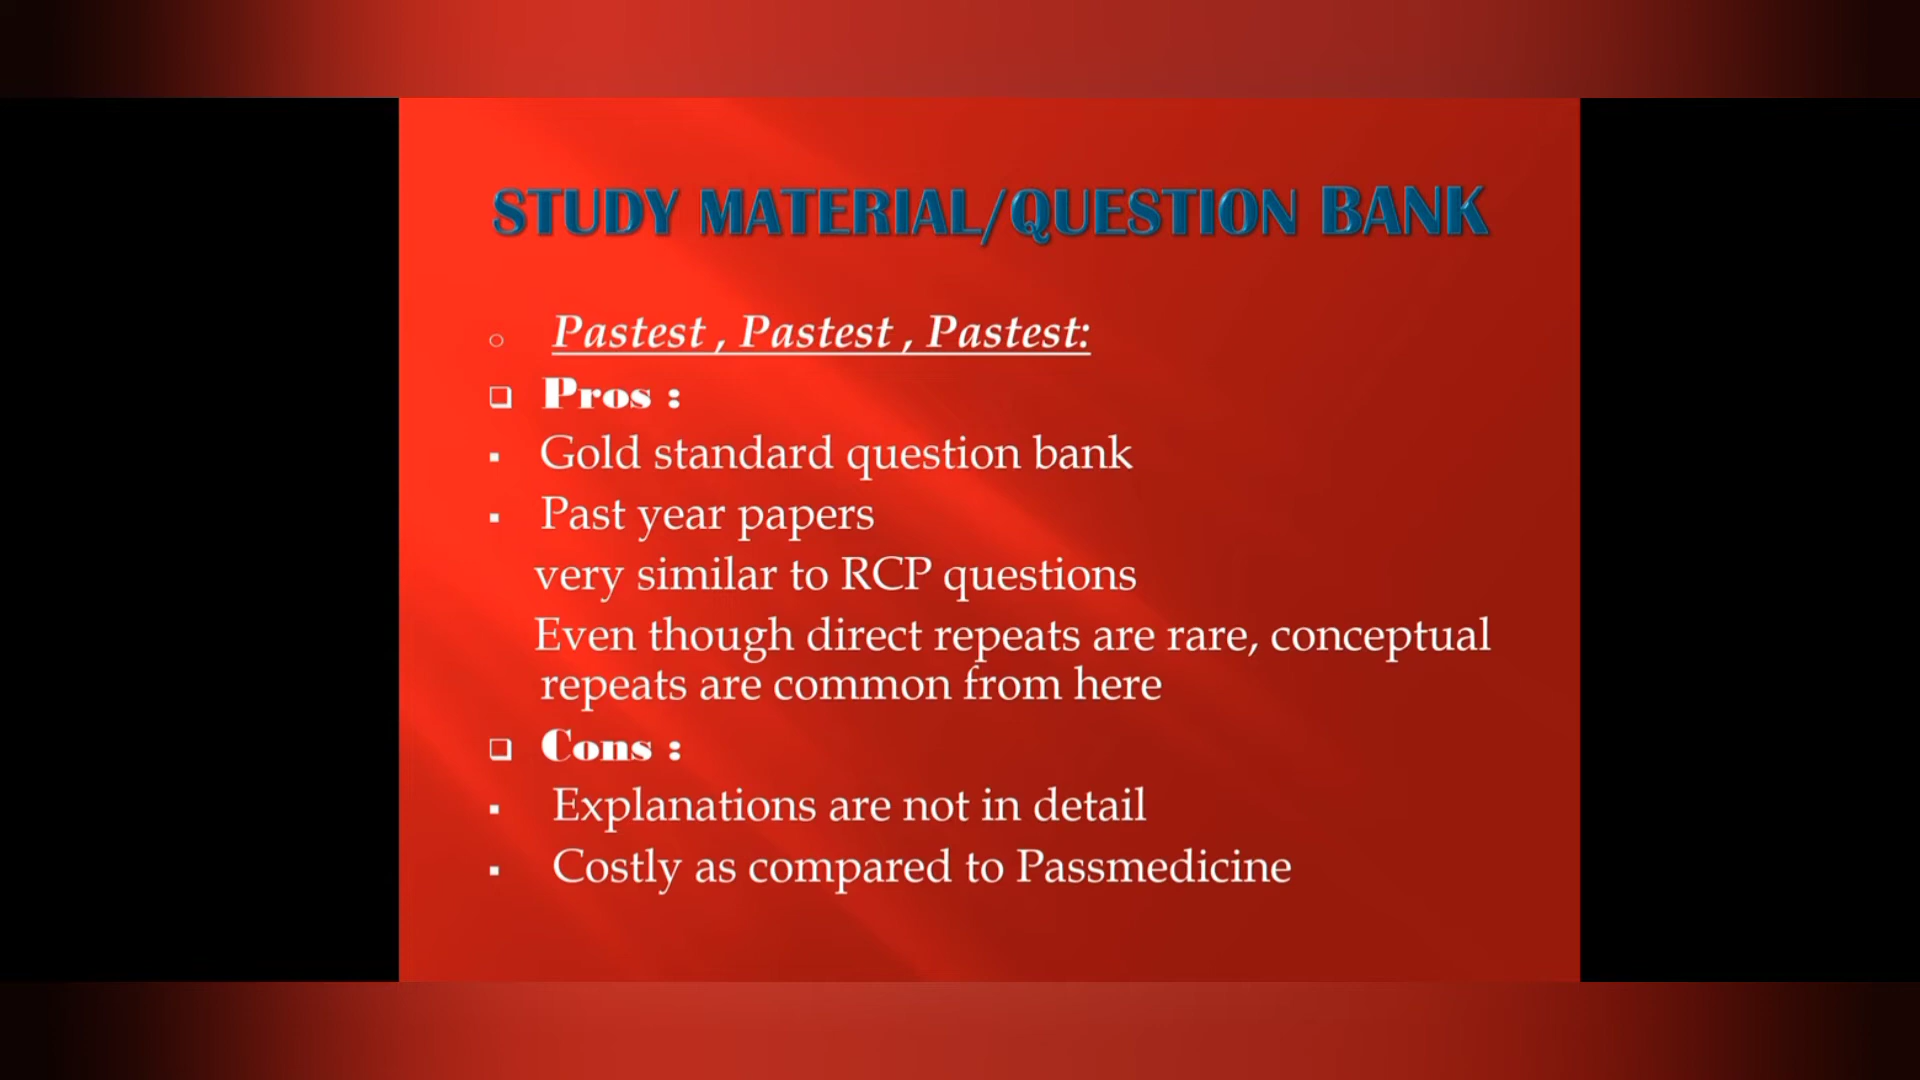 STUDY MATERIAL/QUESTION BANK
Pastest , Pastest , Pastest:
Pros :
Gold standard question bank
Past year papers
very similar to RCP questions
Even though direct repeats are rare, conceptual
repeats are common from here
Cons :
Explanations are not in detail
Costly as compared to Passmedicine